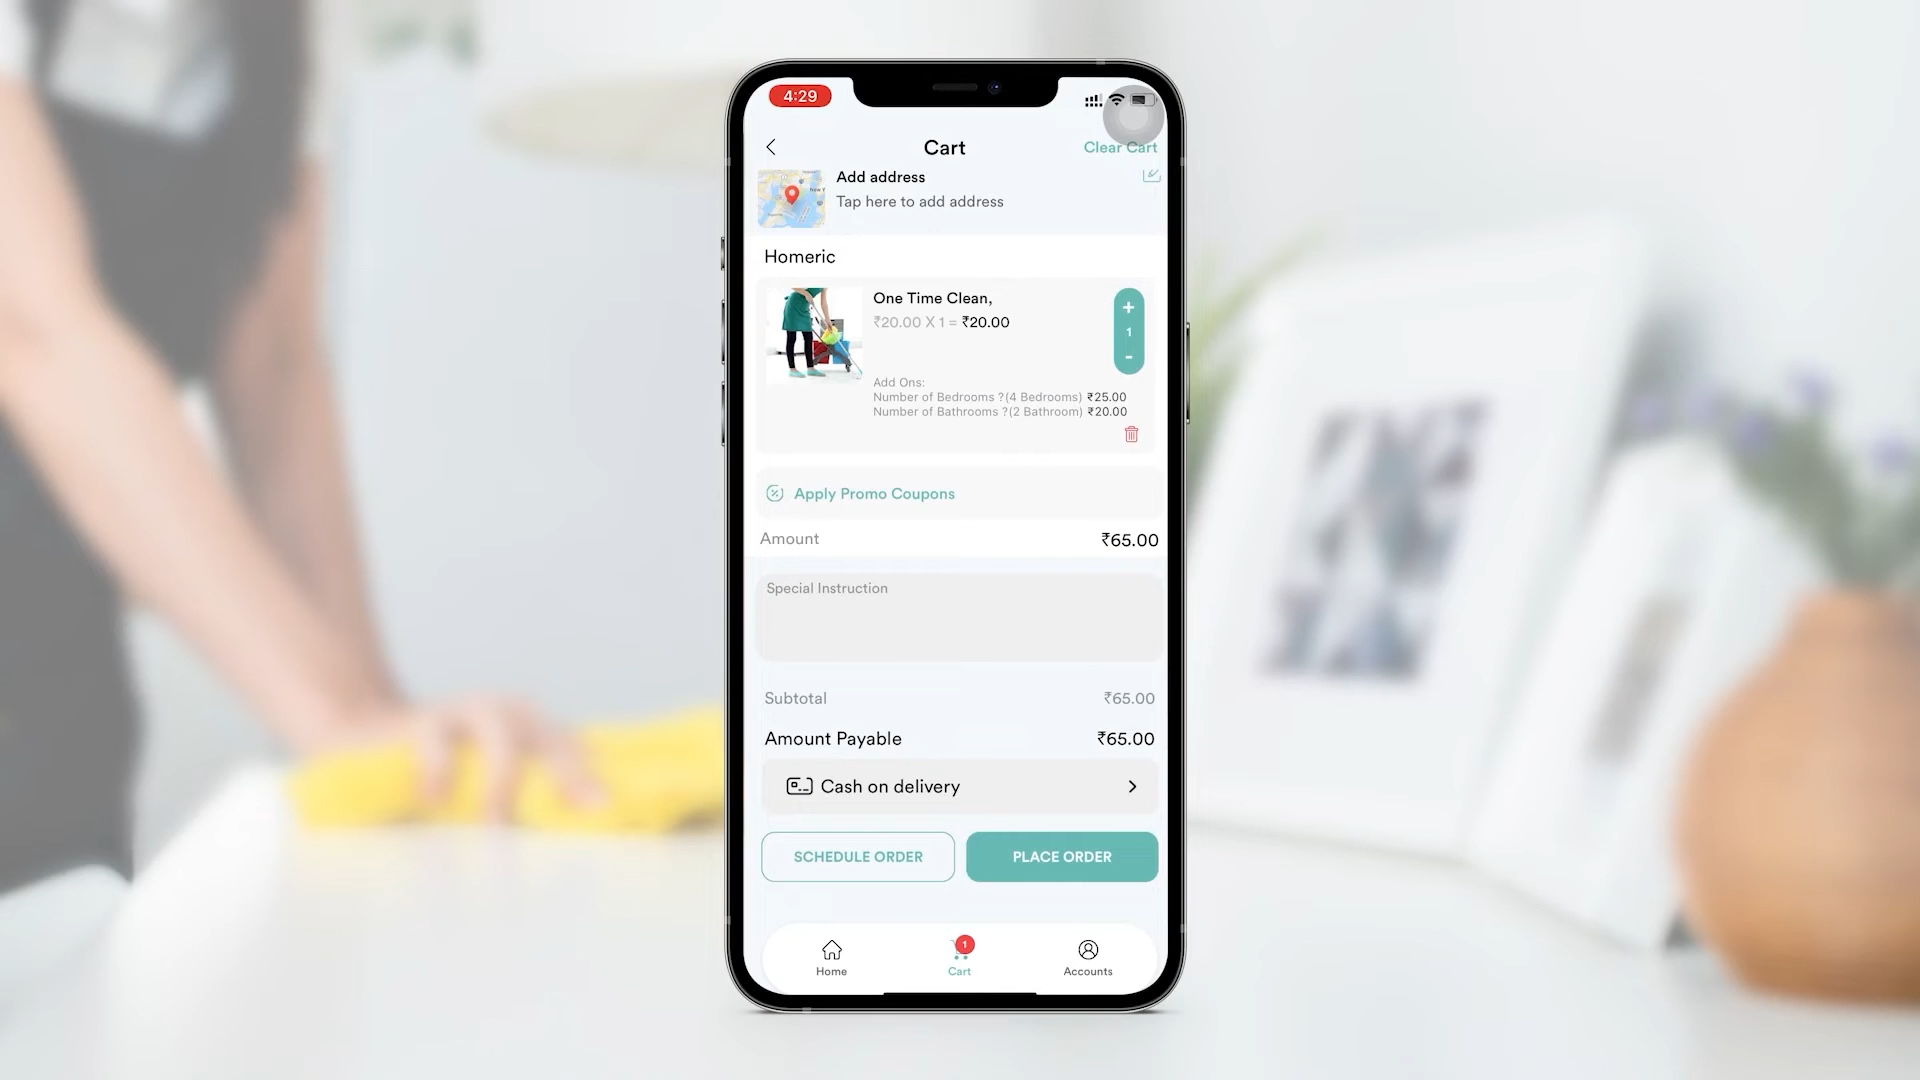 4:29
Cart
Clear Cart
Add address
Tap here to add address
Homeric
One Time Clean,
₹20.00 X 1 = ₹20.00
+
1
-
Add Ons:
Number of Bedrooms ?(4 Bedrooms) ₹25.00
Number of Bathrooms ?(2 Bathroom) ₹20.00
Apply Promo Coupons
Amount ₹65.00
Special Instruction
Subtotal ₹65.00
Amount Payable ₹65.00
Cash on delivery
SCHEDULE ORDER PLACE ORDER
1
Home Cart Accounts